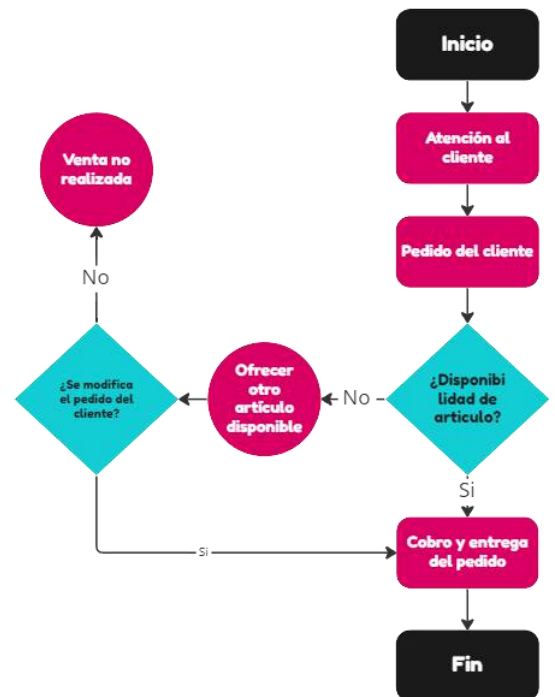 Inicio
Atención al
cliente
Pedido del cliente
¿Disponibi
lidad de
articulo?
No
Ofrecer
otro
artículo
disponible
¿Se modifica
el pedido del
cliente?
No
Venta no
realizada
Si
Si
Cobro y entrega
del pedido
Fin